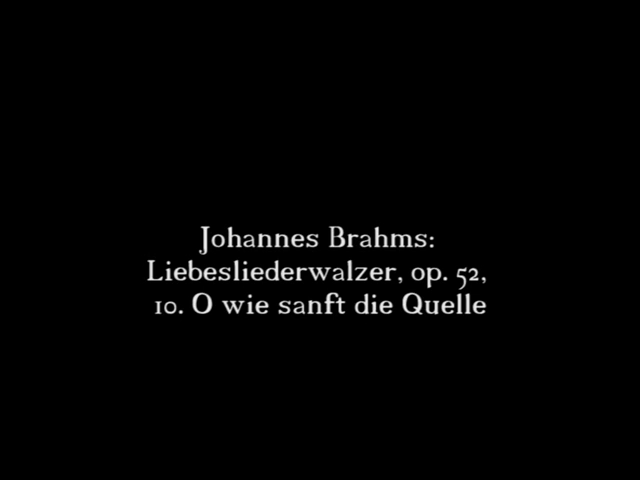 Johannes Brahms:
Liebesliederwalzer, op. 52,
10. O wie sanft die Quelle